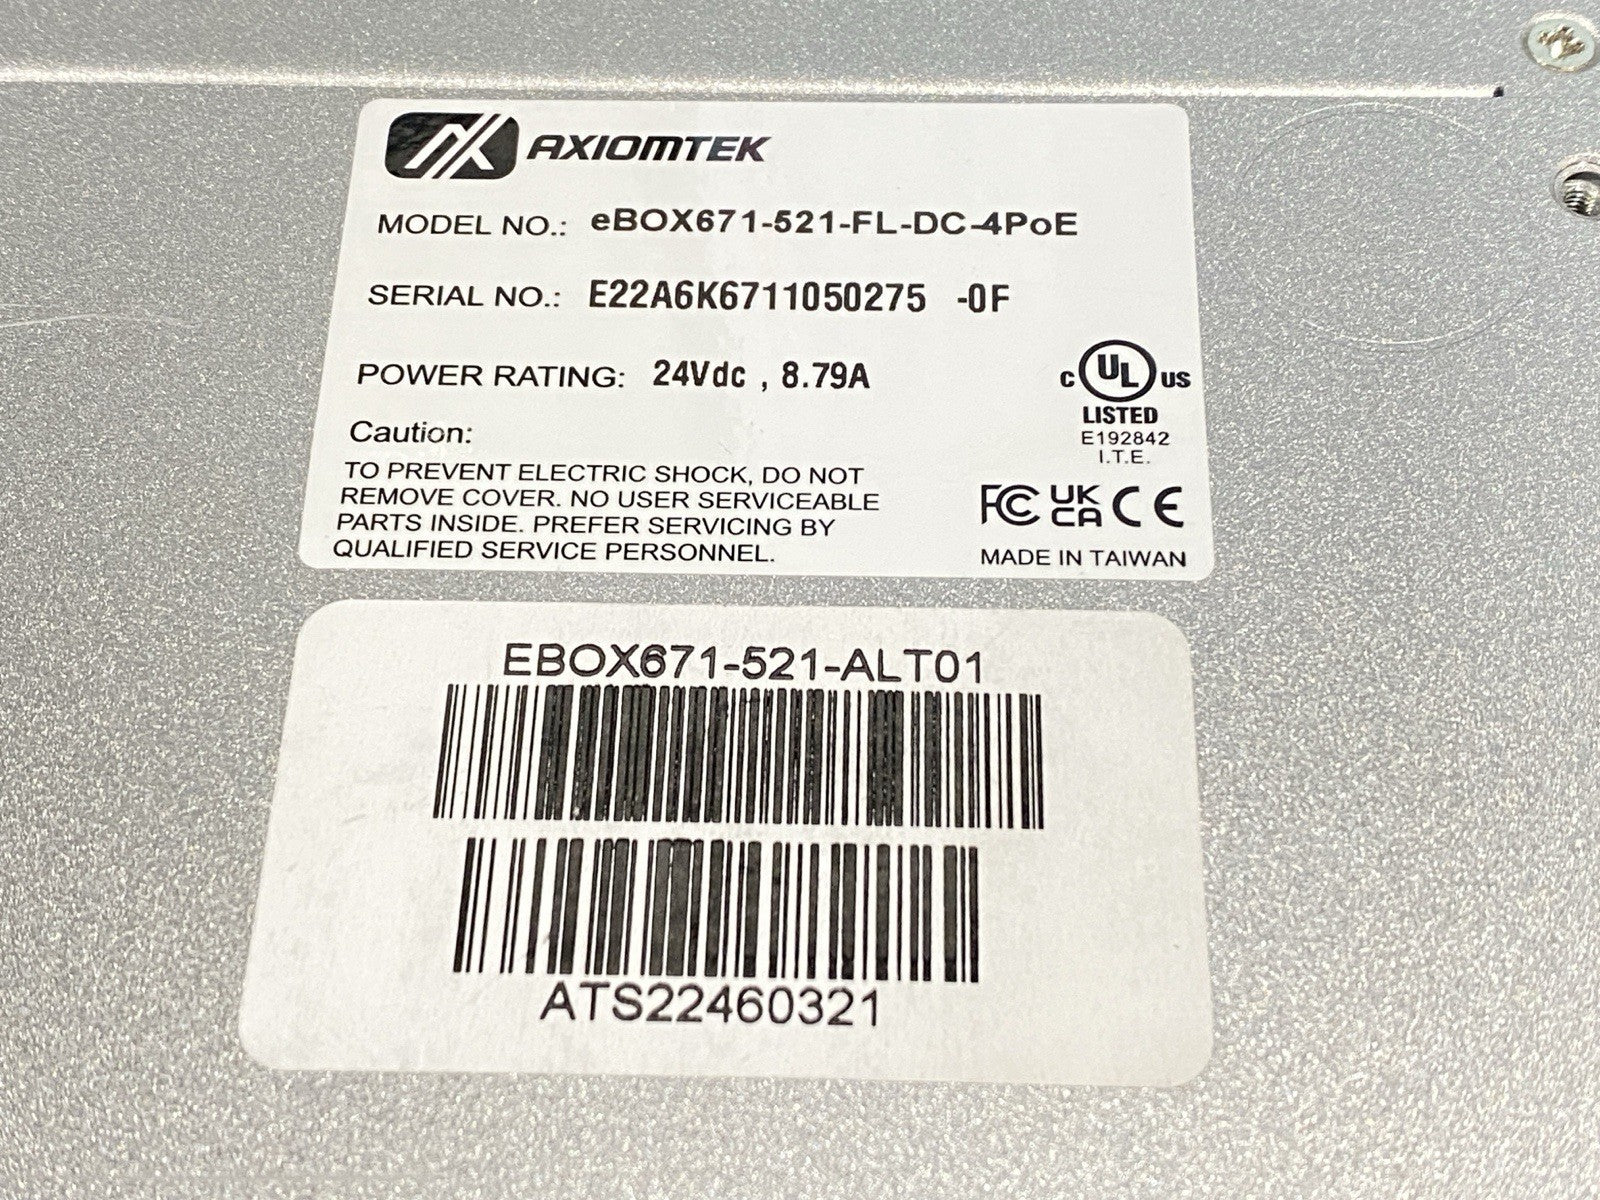 AXIOMTEK
MODEL NO.: eBOX671-521-FL-DC-4PoE
SERIAL NO.: E22A6K6711050275 -0F
POWER RATING: 24Vdc , 8.79A
c UL us
LISTED
E192842
I.T.E.
Caution:
TO PREVENT ELECTRIC SHOCK, DO NOT
REMOVE COVER. NO USER SERVICEABLE
PARTS INSIDE. PREFER SERVICING BY
QUALIFIED SERVICE PERSONNEL.
FC UK CA CE
MADE IN TAIWAN
EBOX671-521-ALT01
ATS22460321